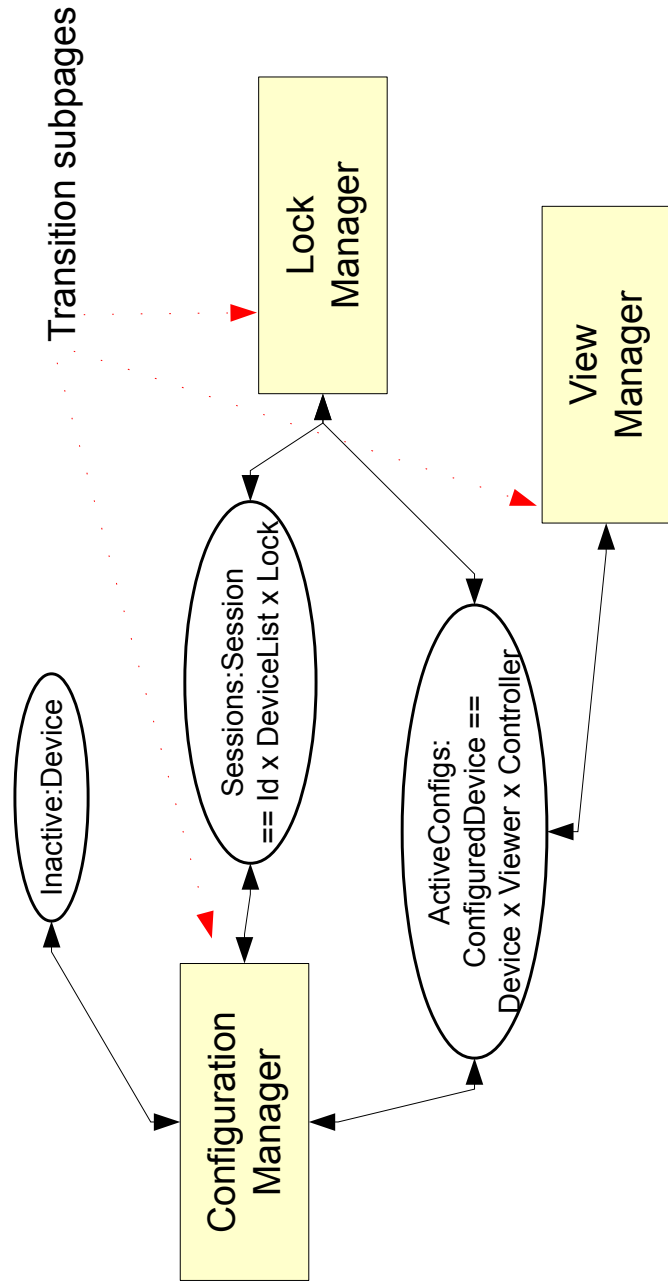 Transition subpages
Inactive:Device
Configuration
Manager
Sessions:Session
== Id x DeviceList x Lock
Lock
Manager
ActiveConfigs:
ConfiguredDevice ==
Device x Viewer x Controller
View
Manager